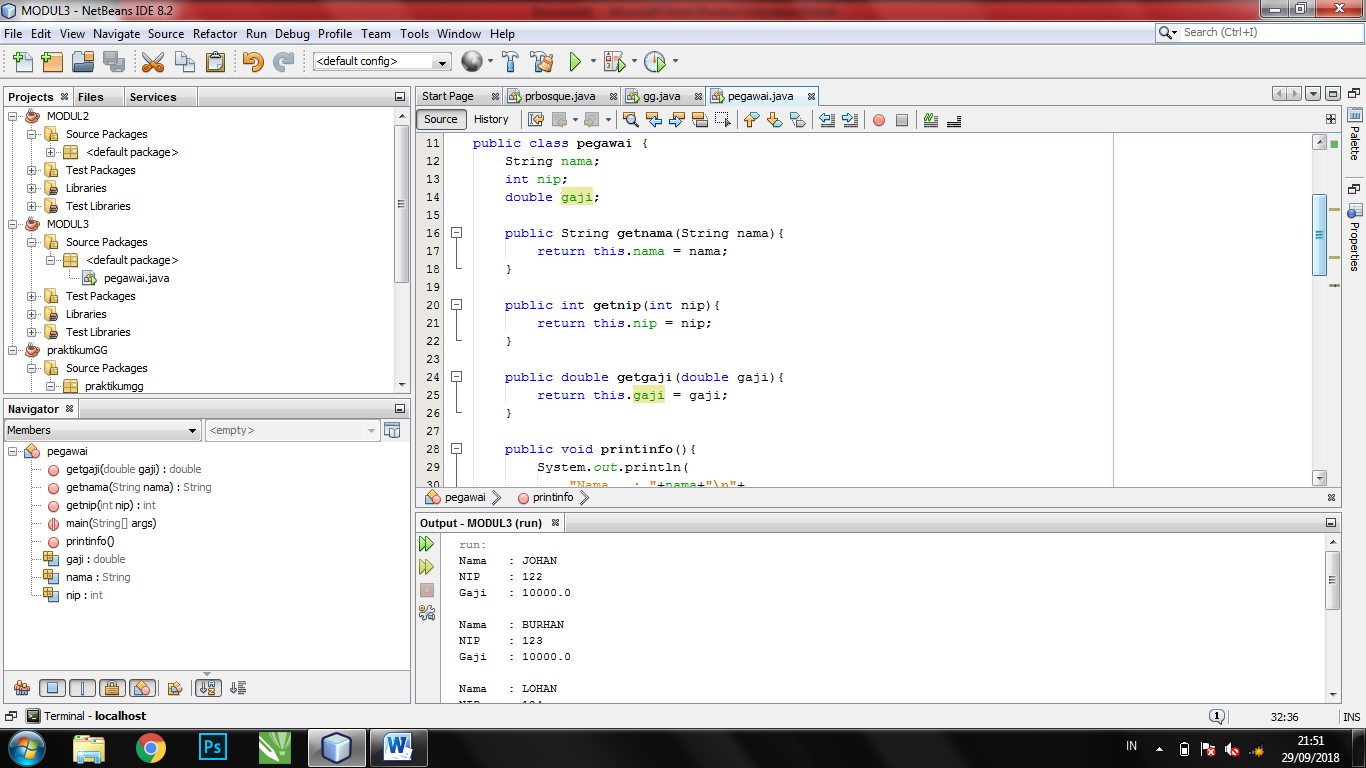 MODUL3 - NetBeans IDE 8.2
File Edit View Navigate Source Refactor Run Debug Profile Team Tools Window Help
Search (Ctrl+I)
<default config>
Projects Files Services
MODUL2
Source Packages
<default package>
Test Packages
Libraries
Test Libraries
MODUL3
Source Packages
<default package>
pegawai.java
Test Packages
Libraries
Test Libraries
praktikumGG
Source Packages
praktikumgg
Navigator
Members <empty>
pegawai
getgaji(double gaji) : double
getnama(String nama) : String
getnip(int nip) : int
main(String[] args)
printinfo()
gaji : double
nama : String
nip : int
Start Page prbosque.java gg.java pegawai.java
Source History
11 public class pegawai {
12 String nama;
13 int nip;
14 double gaji;
15
16 public String getnama(String nama){
17 return this.nama = nama;
18 }
19
20 public int getnip(int nip){
21 return this.nip = nip;
22 }
23
24 public double getgaji(double gaji){
25 return this.gaji = gaji;
26 }
27
28 public void printinfo(){
29 System.out.println(
30 "Nama : "+nama+"\n"+
pegawai printinfo
Output - MODUL3 (run)
run:
Nama : JOHAN
NIP : 122
Gaji : 10000.0
Nama : BURHAN
NIP : 123
Gaji : 10000.0
Nama : LOHAN
Palette
Properties
Terminal - localhost
1 32:36 INS
Ps
W
IN
21:51
29/09/2018